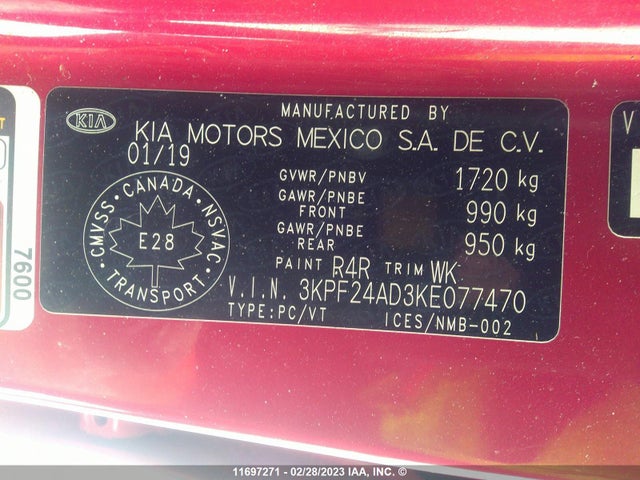 MANUFACTURED BY
KIA KIA MOTORS MEXICO S.A. DE C.V.
01/19
GVWR/PNBV 1720 kg
GAWR/PNBE FRONT 990 kg
GAWR/PNBE REAR 950 kg
CANADA
CMVSS NSVAC
E28
TRANSPORT
PAINT R4R TRIM WK
V.I.N. 3KPF24AD3KE077470
TYPE:PC/VT ICES/NMB-002
7600
V
11697271 - 02/28/2023 IAA, INC. ©